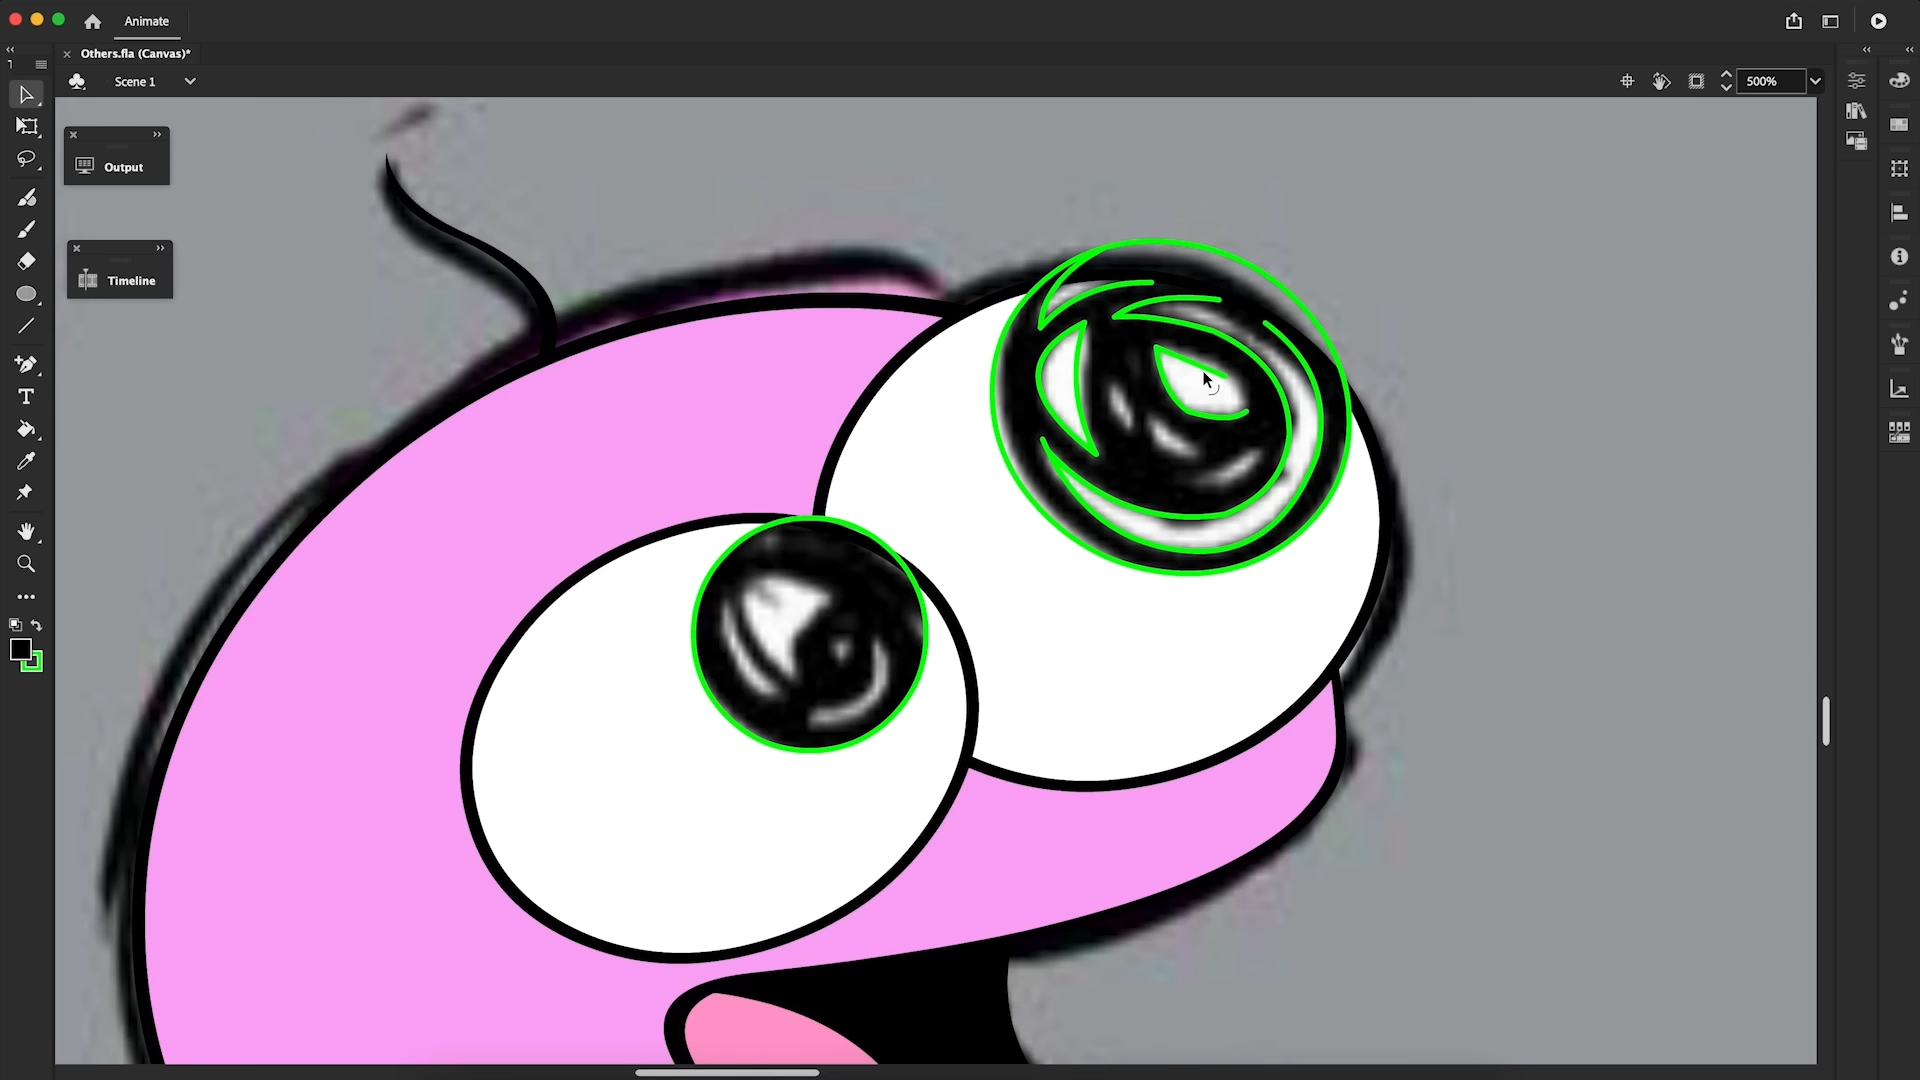 Animate
Others.fla (Canvas)*
Scene 1
500%
Output
Timeline